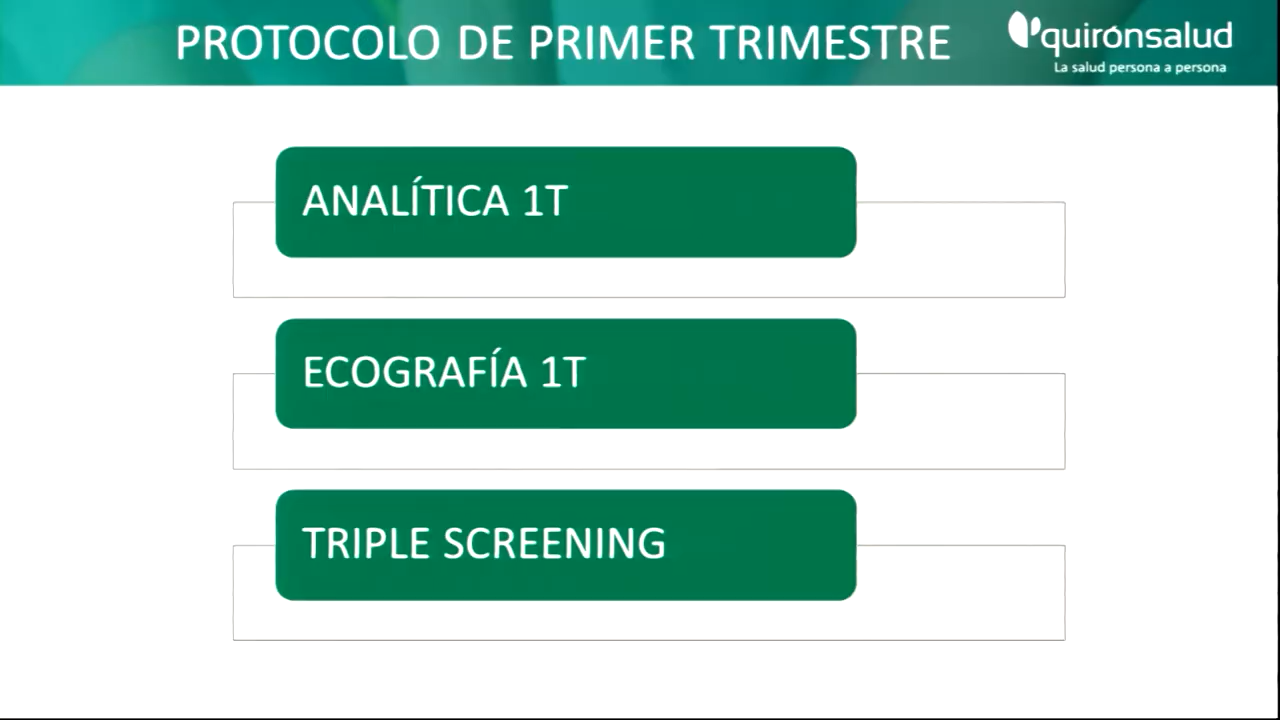 PROTOCOLO DE PRIMER TRIMESTRE
quirónsalud
La salud persona a persona
ANALÍTICA 1T
ECOGRAFÍA 1T
TRIPLE SCREENING